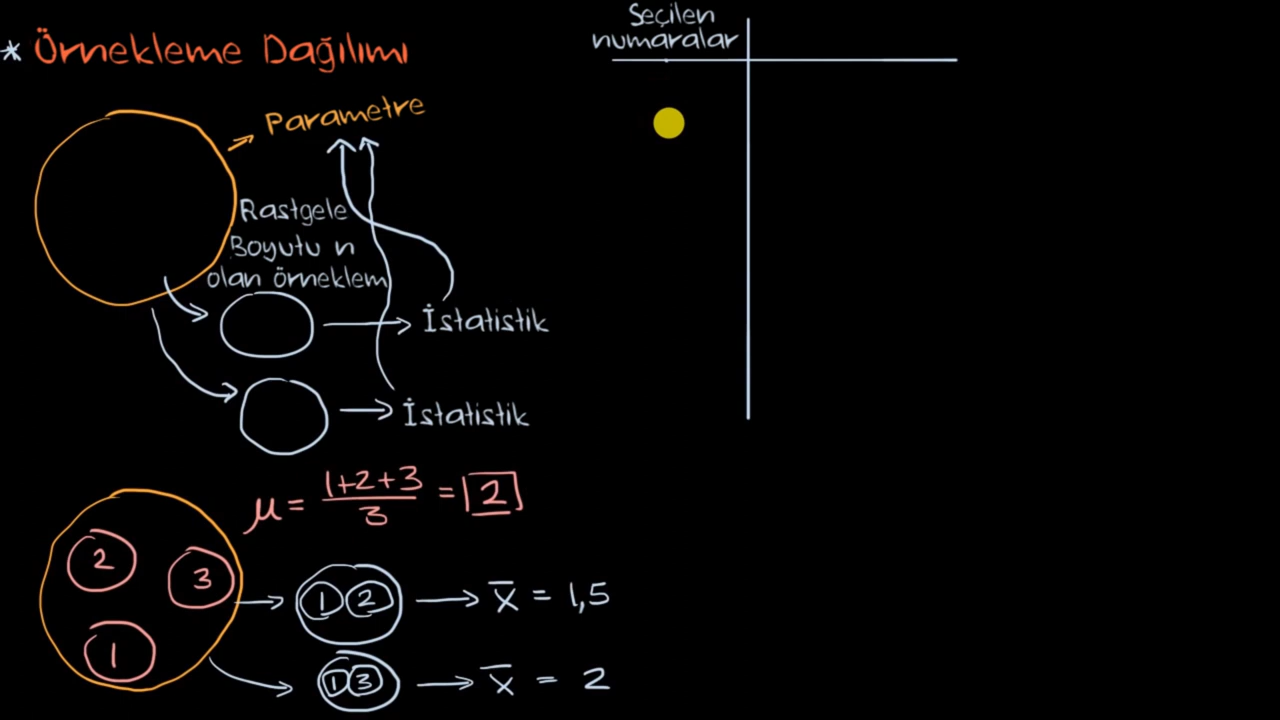 * Örnekleme Dağılımı
Parametre
Rastgele
Boyutu n
olan örneklem
İstatistik
İstatistik
μ = 1+2+3 / 3 = 2
2
3
1
1 2
x̄ = 1,5
1 3
x̄ = 2
Seçilen
numaralar